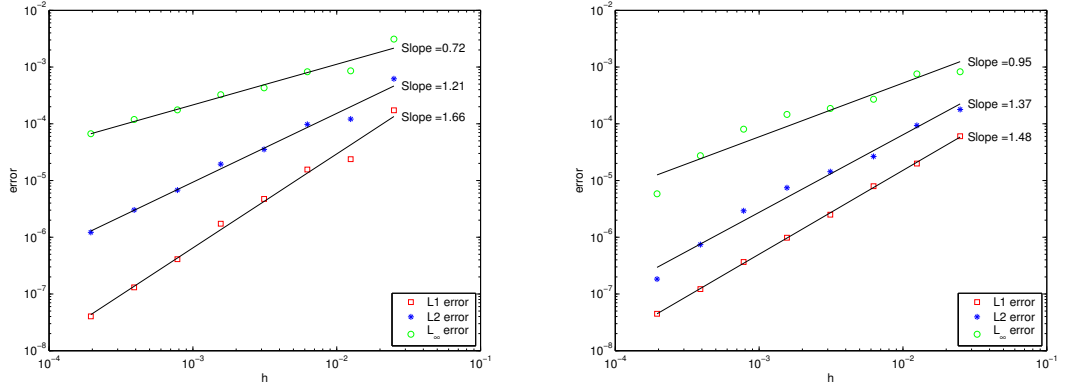 10⁻²
10⁻³
10⁻⁴
10⁻⁵
10⁻⁶
10⁻⁷
10⁻⁸
error
Slope =0.72
Slope =1.21
Slope =1.66
L1 error
L2 error
L∞ error
10⁻⁴
10⁻³
10⁻²
10⁻¹
h
10⁻²
10⁻³
10⁻⁴
10⁻⁵
10⁻⁶
10⁻⁷
10⁻⁸
error
Slope =0.95
Slope =1.37
Slope =1.48
L1 error
L2 error
L∞ error
10⁻⁴
10⁻³
10⁻²
10⁻¹
h